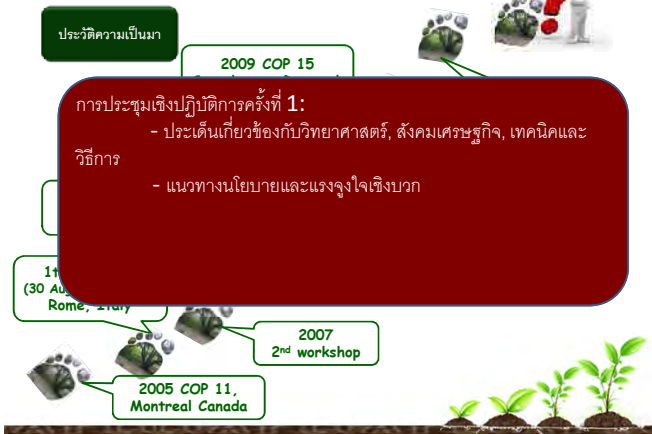 ประวัติความเป็นมา
2009 COP 15
การประชุมเชิงปฏิบัติการครั้งที่ 1:
- ประเด็นเกี่ยวข้องกับวิทยาศาสตร์, สังคมเศรษฐกิจ, เทคนิคและ
วิธีการ
- แนวทางนโยบายและแรงจูงใจเชิงบวก
(30
Rome, Italy
2007
2nd workshop
2005 COP 11,
Montreal Canada